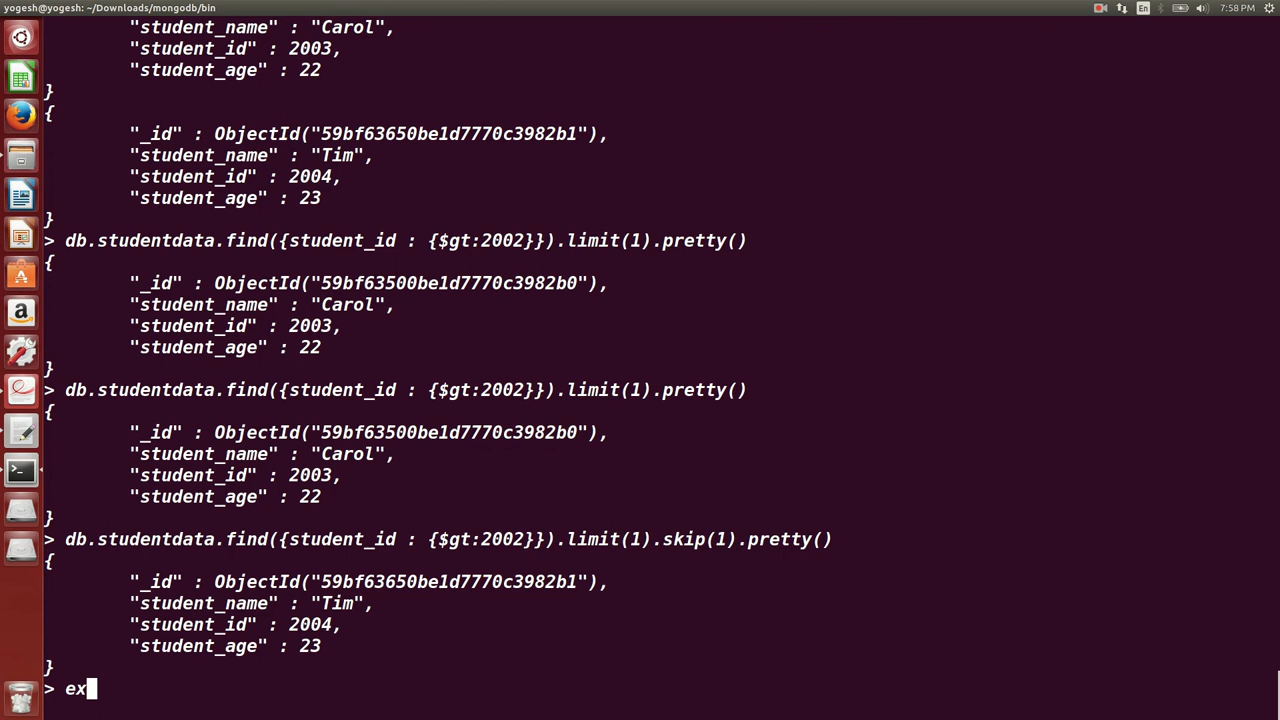 yogesh@yogesh: ~/Downloads/mongodb/bin
En
7:58 PM
"student_name" : "Carol",
"student_id" : 2003,
"student_age" : 22
}
{
"_id" : ObjectId("59bf63650be1d7770c3982b1"),
"student_name" : "Tim",
"student_id" : 2004,
"student_age" : 23
}
> db.studentdata.find({student_id : {$gt:2002}}).limit(1).pretty()
{
"_id" : ObjectId("59bf63500be1d7770c3982b0"),
"student_name" : "Carol",
"student_id" : 2003,
"student_age" : 22
}
> db.studentdata.find({student_id : {$gt:2002}}).limit(1).pretty()
{
"_id" : ObjectId("59bf63500be1d7770c3982b0"),
"student_name" : "Carol",
"student_id" : 2003,
"student_age" : 22
}
> db.studentdata.find({student_id : {$gt:2002}}).limit(1).skip(1).pretty()
{
"_id" : ObjectId("59bf63650be1d7770c3982b1"),
"student_name" : "Tim",
"student_id" : 2004,
"student_age" : 23
}
> ex